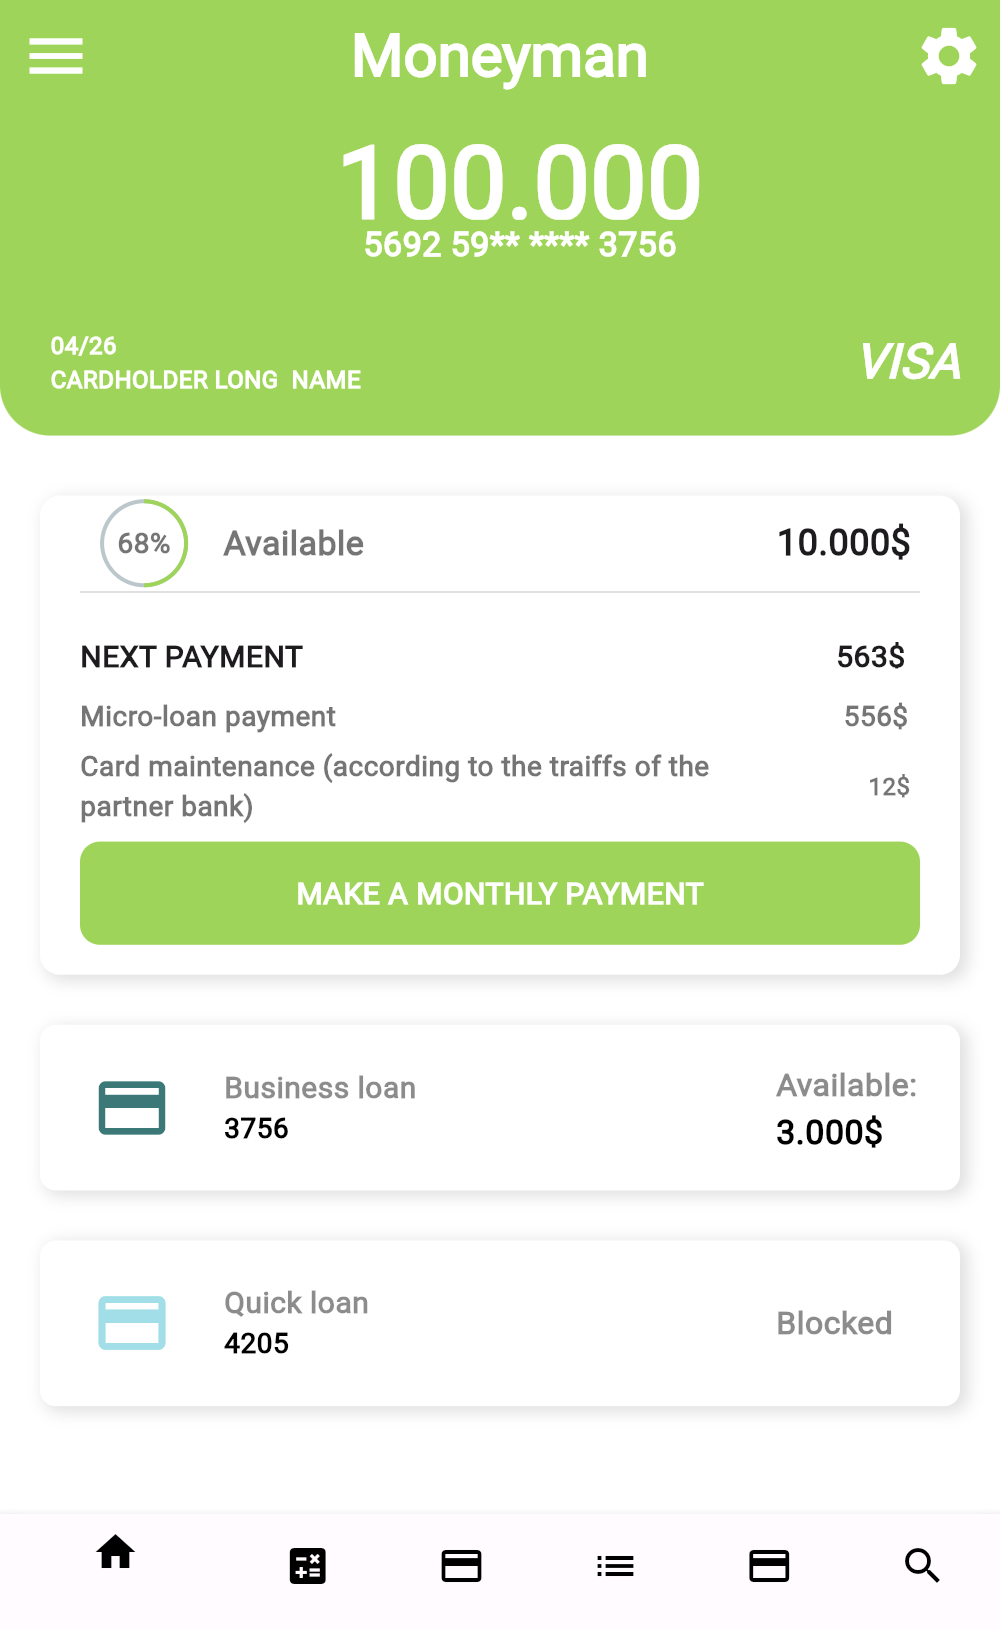 Moneyman
100.000
5692 59** **** 3756
04/26
CARDHOLDER LONG  NAME
VISA
68%
Available
10.000$
NEXT PAYMENT
563$
Micro-loan payment
556$
Card maintenance (according to the traiffs of the
partner bank)
12$
MAKE A MONTHLY PAYMENT
Business loan
3756
Available:
3.000$
Quick loan
4205
Blocked